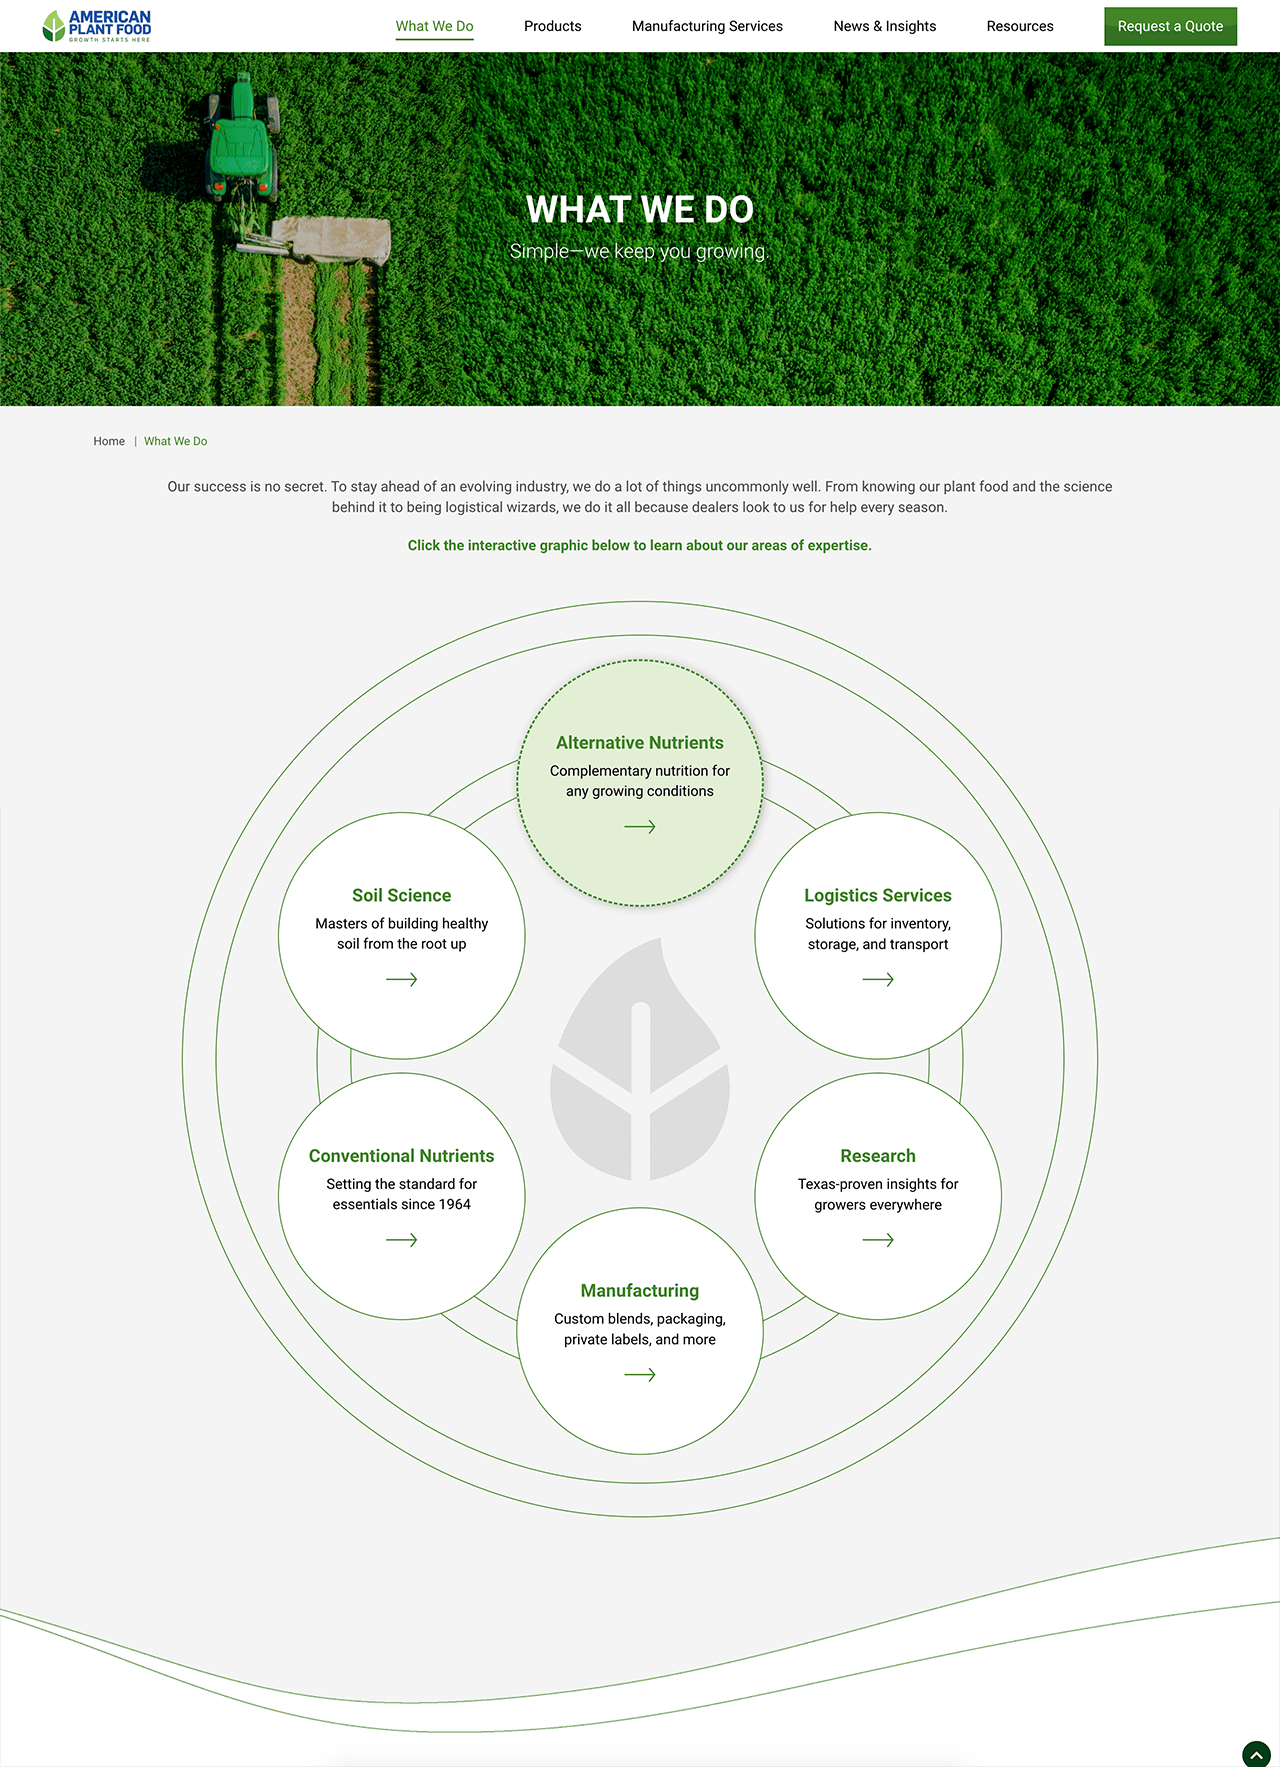 AMERICAN
PLANT FOOD
GROWTH STARTS HERE
What We Do
Products
Manufacturing Services
News & Insights
Resources
Request a Quote
WHAT WE DO
Simple—we keep you growing.
Home | What We Do
Our success is no secret. To stay ahead of an evolving industry, we do a lot of things uncommonly well. From knowing our plant food and the science
behind it to being logistical wizards, we do it all because dealers look to us for help every season.
Click the interactive graphic below to learn about our areas of expertise.
Alternative Nutrients
Complementary nutrition for
any growing conditions
Soil Science
Masters of building healthy
soil from the root up
Logistics Services
Solutions for inventory,
storage, and transport
Conventional Nutrients
Setting the standard for
essentials since 1964
Research
Texas-proven insights for
growers everywhere
Manufacturing
Custom blends, packaging,
private labels, and more